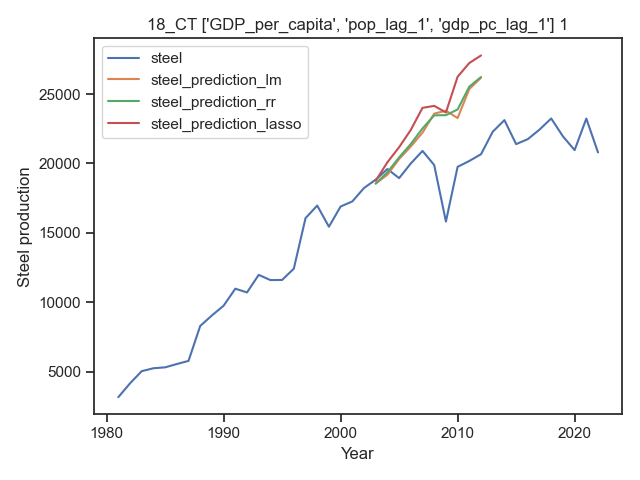 18_CT ['GDP_per_capita', 'pop_lag_1', 'gdp_pc_lag_1'] 1
steel
steel_prediction_lm
steel_prediction_rr
steel_prediction_lasso
25000
20000
15000
10000
5000
Steel production
1980
1990
2000
2010
2020
Year